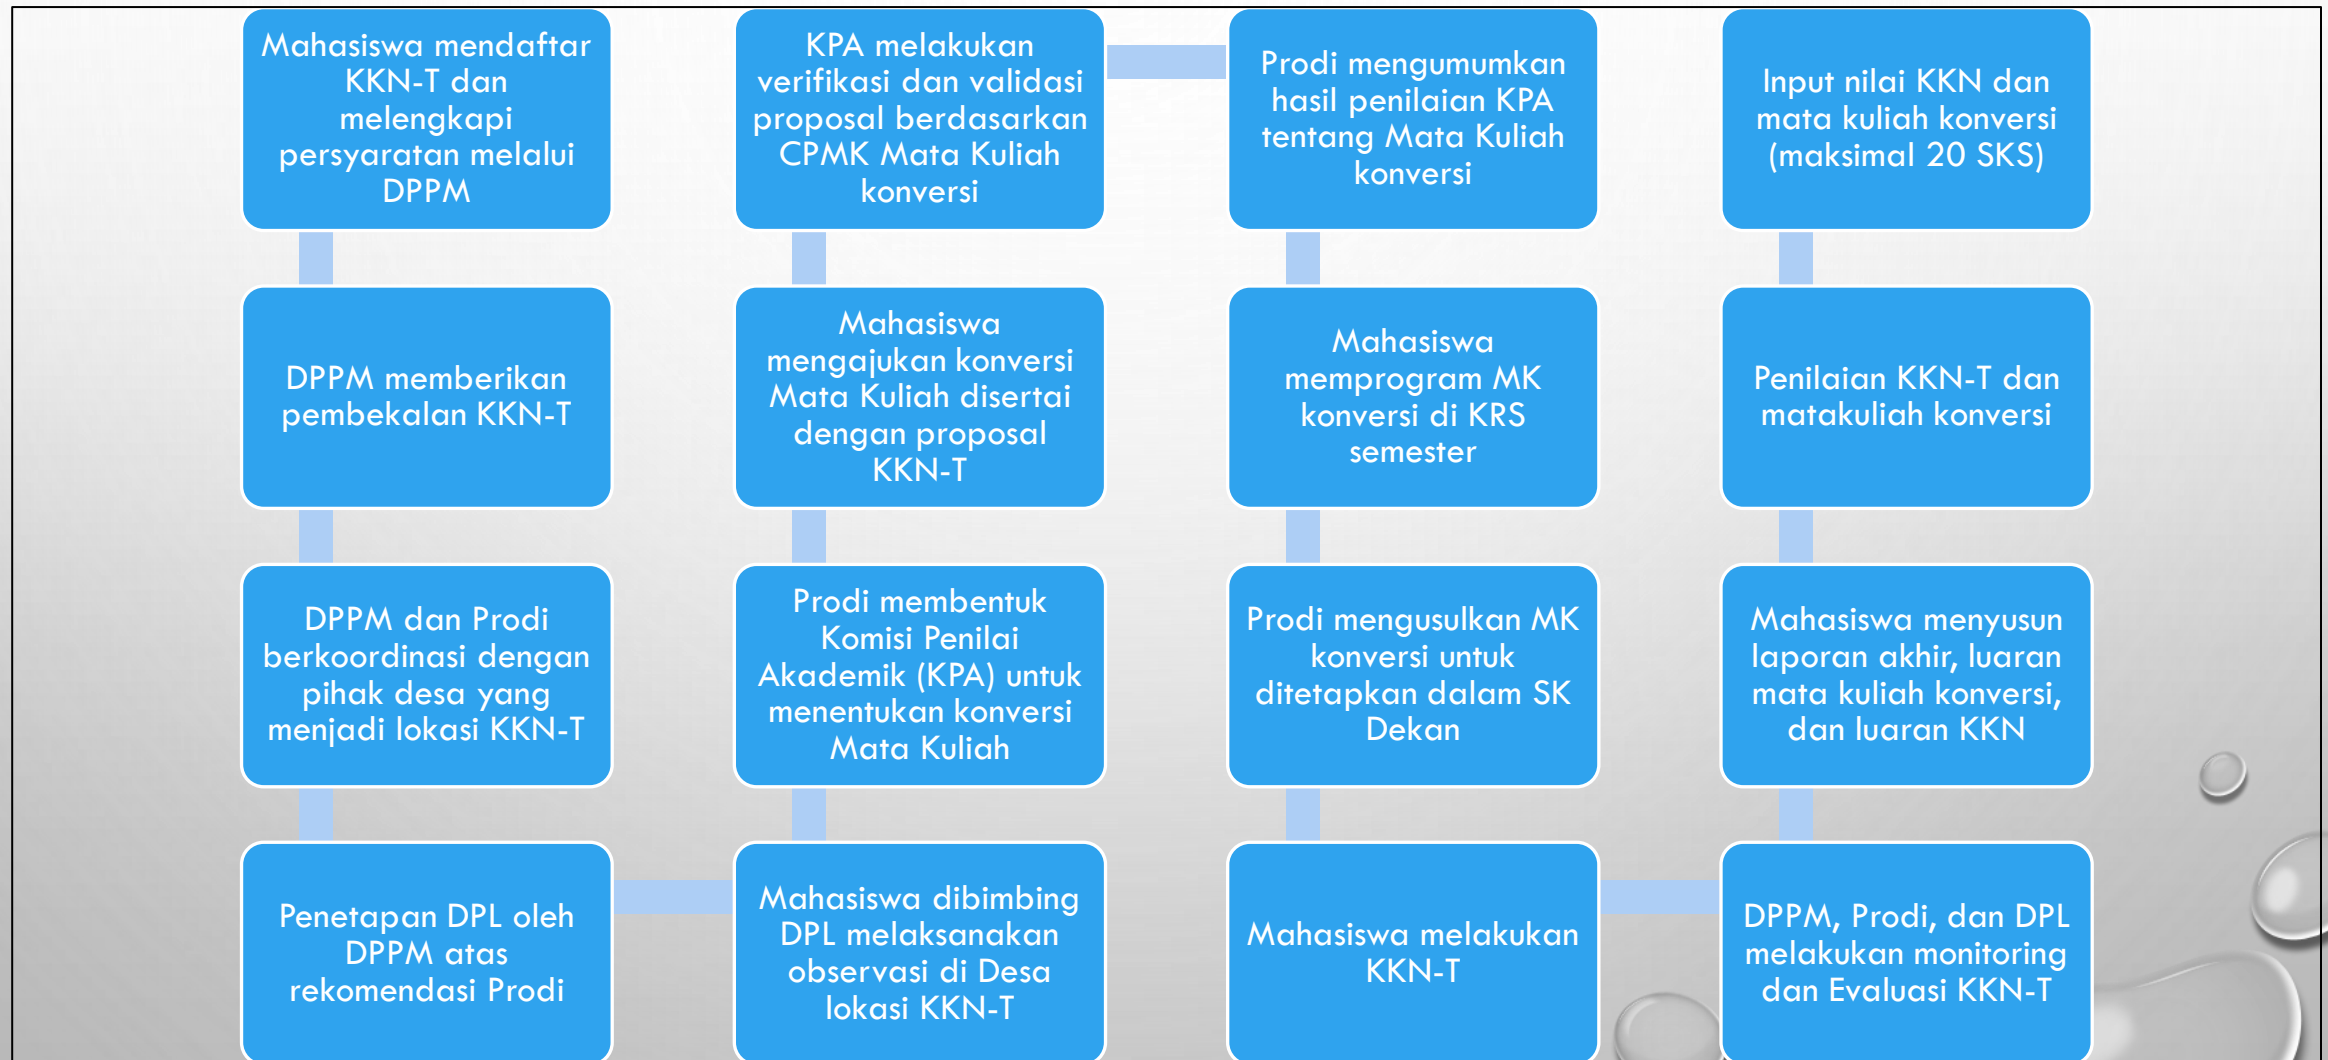 Mahasiswa mendaftar
KKN-T dan
melengkapi
persyaratan melalui
DPPM
DPPM memberikan
pembekalan KKN-T
DPPM dan Prodi
berkoordinasi dengan
pihak desa yang
menjadi lokasi KKN-T
Penetapan DPL oleh
DPPM atas
rekomendasi Prodi
Mahasiswa dibimbing
DPL melaksanakan
observasi di Desa
lokasi KKN-T
Prodi membentuk
Komisi Penilai
Akademik (KPA) untuk
menentukan konversi
Mata Kuliah
Mahasiswa
mengajukan konversi
Mata Kuliah disertai
dengan proposal
KKN-T
KPA melakukan
verifikasi dan validasi
proposal berdasarkan
CPMK Mata Kuliah
konversi
Prodi mengumumkan
hasil penilaian KPA
tentang Mata Kuliah
konversi
Mahasiswa
memprogram MK
konversi di KRS
semester
Prodi mengusulkan MK
konversi untuk
ditetapkan dalam SK
Dekan
Mahasiswa melakukan
KKN-T
DPPM, Prodi, dan DPL
melakukan monitoring
dan Evaluasi KKN-T
Mahasiswa menyusun
laporan akhir, luaran
mata kuliah konversi,
dan luaran KKN
Penilaian KKN-T dan
matakuliah konversi
Input nilai KKN dan
mata kuliah konversi
(maksimal 20 SKS)